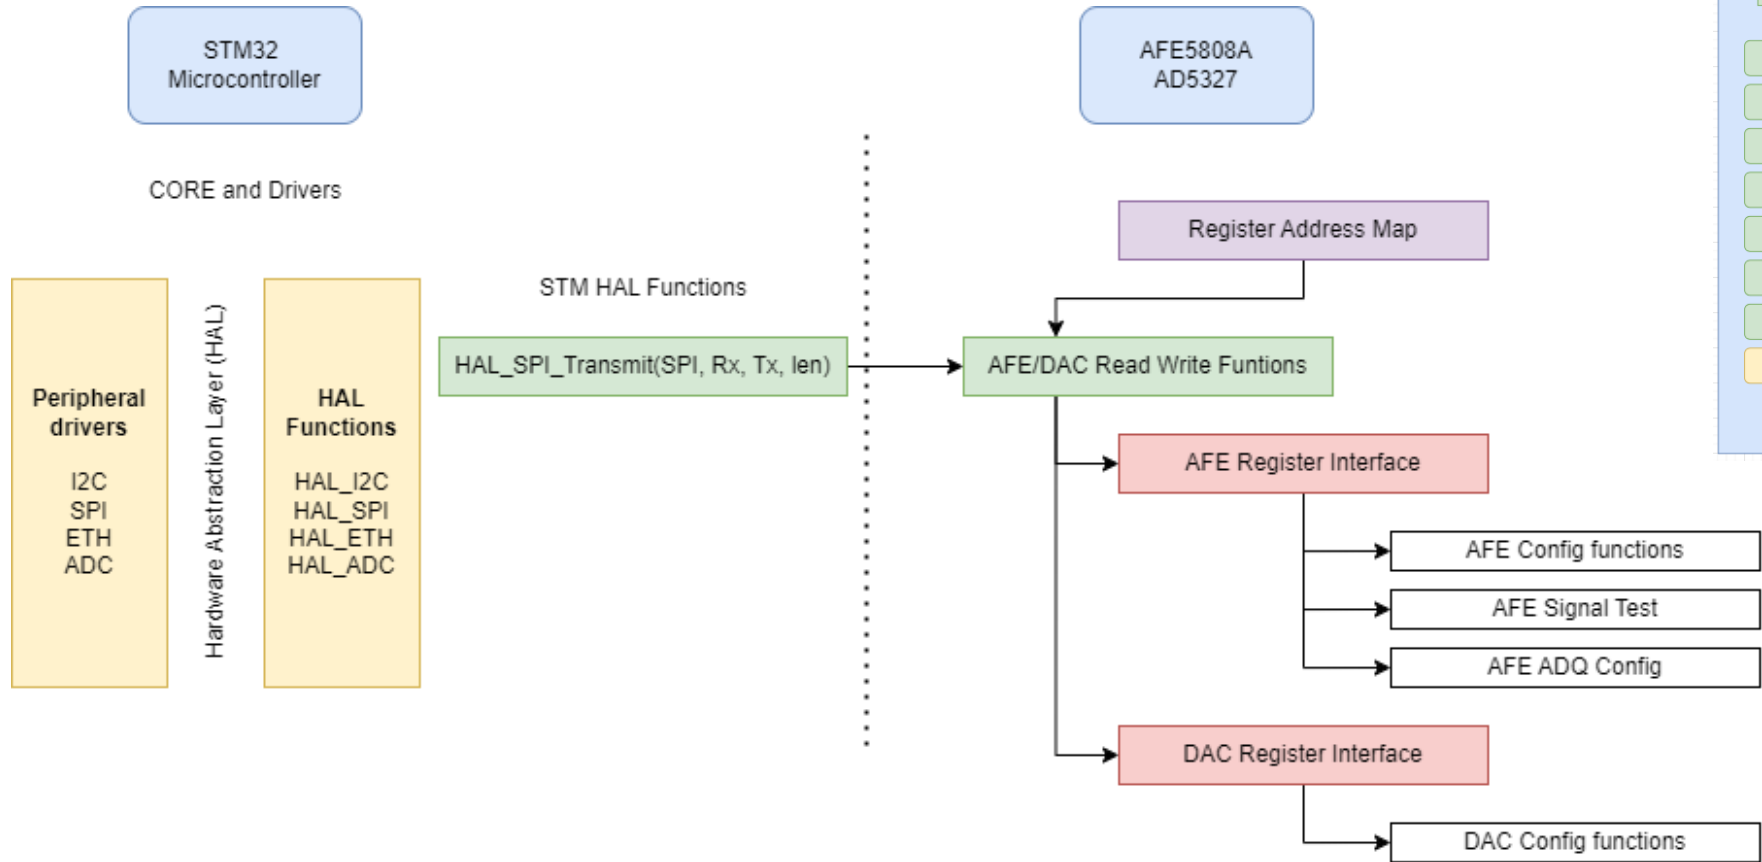 STM32
Microcontroller
AFE5808A
AD5327
CORE and Drivers
Register Address Map
STM HAL Functions
HAL_SPI_Transmit(SPI, Rx, Tx, len)
AFE/DAC Read Write Funtions
Peripheral
drivers
I2C
SPI
ETH
ADC
Hardware Abstraction Layer (HAL)
HAL
Functions
HAL_I2C
HAL_SPI
HAL_ETH
HAL_ADC
AFE Register Interface
AFE Config functions
AFE Signal Test
AFE ADQ Config
DAC Register Interface
DAC Config functions